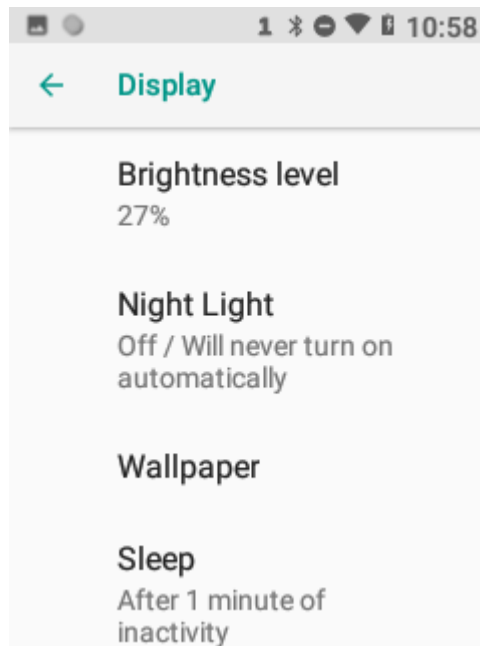 1 10:58
Display
Brightness level
27%
Night Light
Off / Will never turn on
automatically
Wallpaper
Sleep
After 1 minute of
inactivity